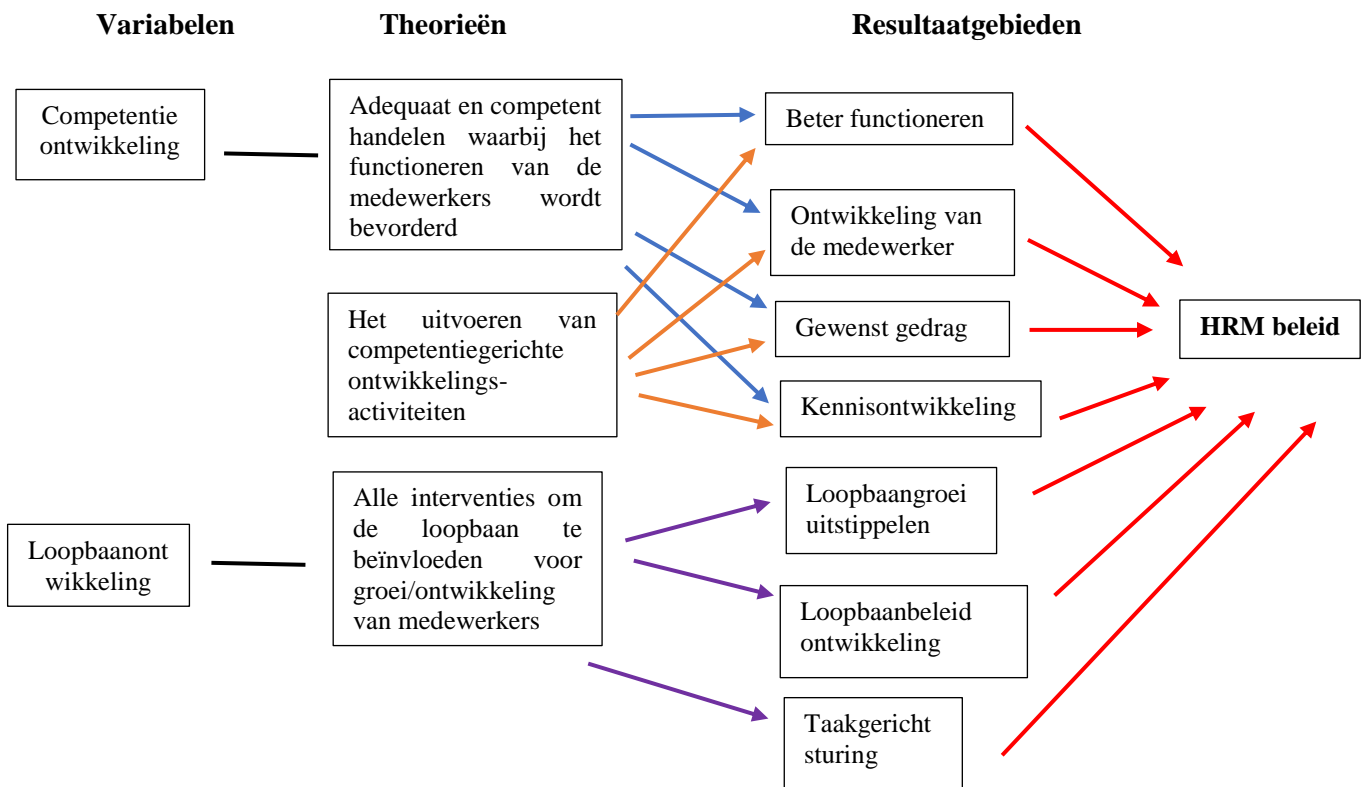 Variabelen
Theorieën
Resultaatgebieden
Competentie
ontwikkeling
Adequaat en competent
handelen waarbij het
functioneren van de
medewerkers wordt
bevorderd
Het uitvoeren van
competentiegerichte
ontwikkelings-
activiteiten
Loopbaanont
wikkeling
Alle interventies om
de loopbaan te
beïnvloeden voor
groei/ontwikkeling
van medewerkers
Beter functioneren
Ontwikkeling van
de medewerker
Gewenst gedrag
Kennisontwikkeling
Loopbaangroei
uitstippelen
Loopbaanbeleid
ontwikkeling
Taakgericht
sturing
HRM beleid